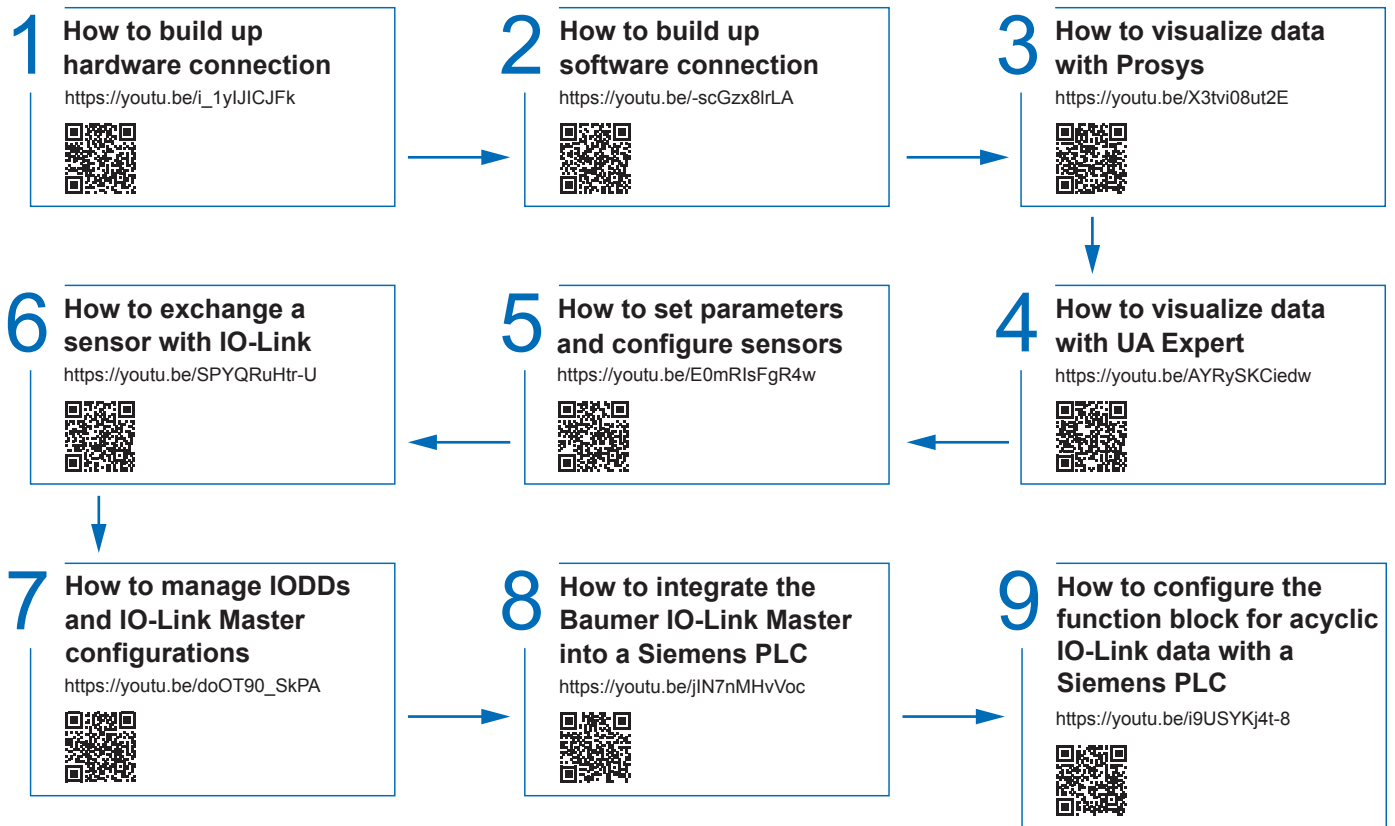 1
How to build up
hardware connection
https://youtu.be/i_1yIJICJFk
2
How to build up
software connection
https://youtu.be/-scGzx8lrLA
3
How to visualize data
with Prosys
https://youtu.be/X3tvi08ut2E
4
How to visualize data
with UA Expert
https://youtu.be/AYRySKCiedw
5
How to set parameters
and configure sensors
https://youtu.be/E0mRIsFgR4w
6
How to exchange a
sensor with IO-Link
https://youtu.be/SPYQRuHtr-U
7
How to manage IODDs
and IO-Link Master
configurations
https://youtu.be/doOT90_SkPA
8
How to integrate the
Baumer IO-Link Master
into a Siemens PLC
https://youtu.be/jIN7nMHvVoc
9
How to configure the
function block for acyclic
IO-Link data with a
Siemens PLC
https://youtu.be/i9USYKj4t-8